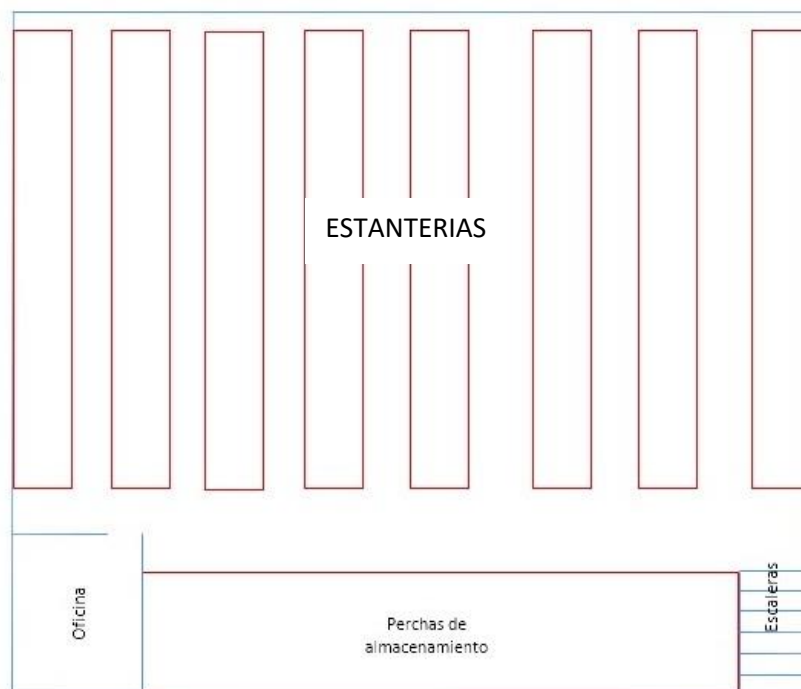 ESTANTERIAS
Oficina
Perchas de
almacenamiento
Escaleras